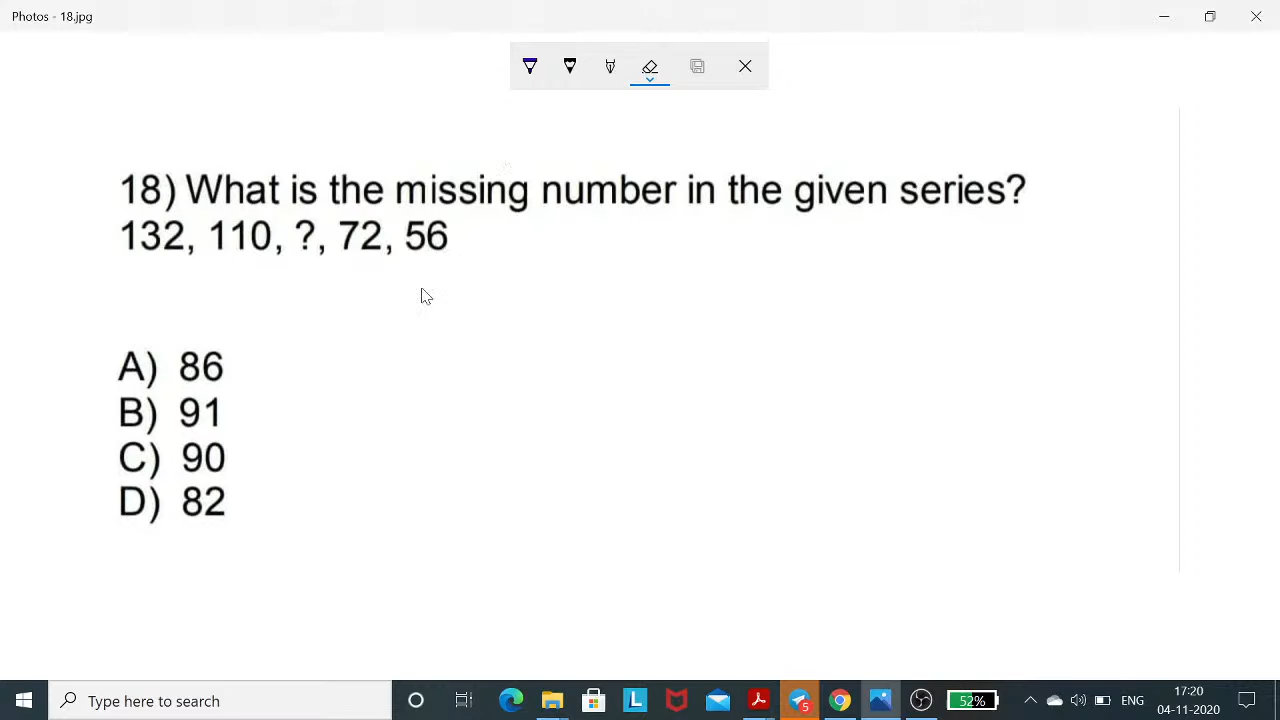 Photos - 18.jpg
18) What is the missing number in the given series?
132, 110, ?, 72, 56
A) 86
B) 91
C) 90
D) 82
Type here to search
L
5
52%
ENG
17:20
04-11-2020